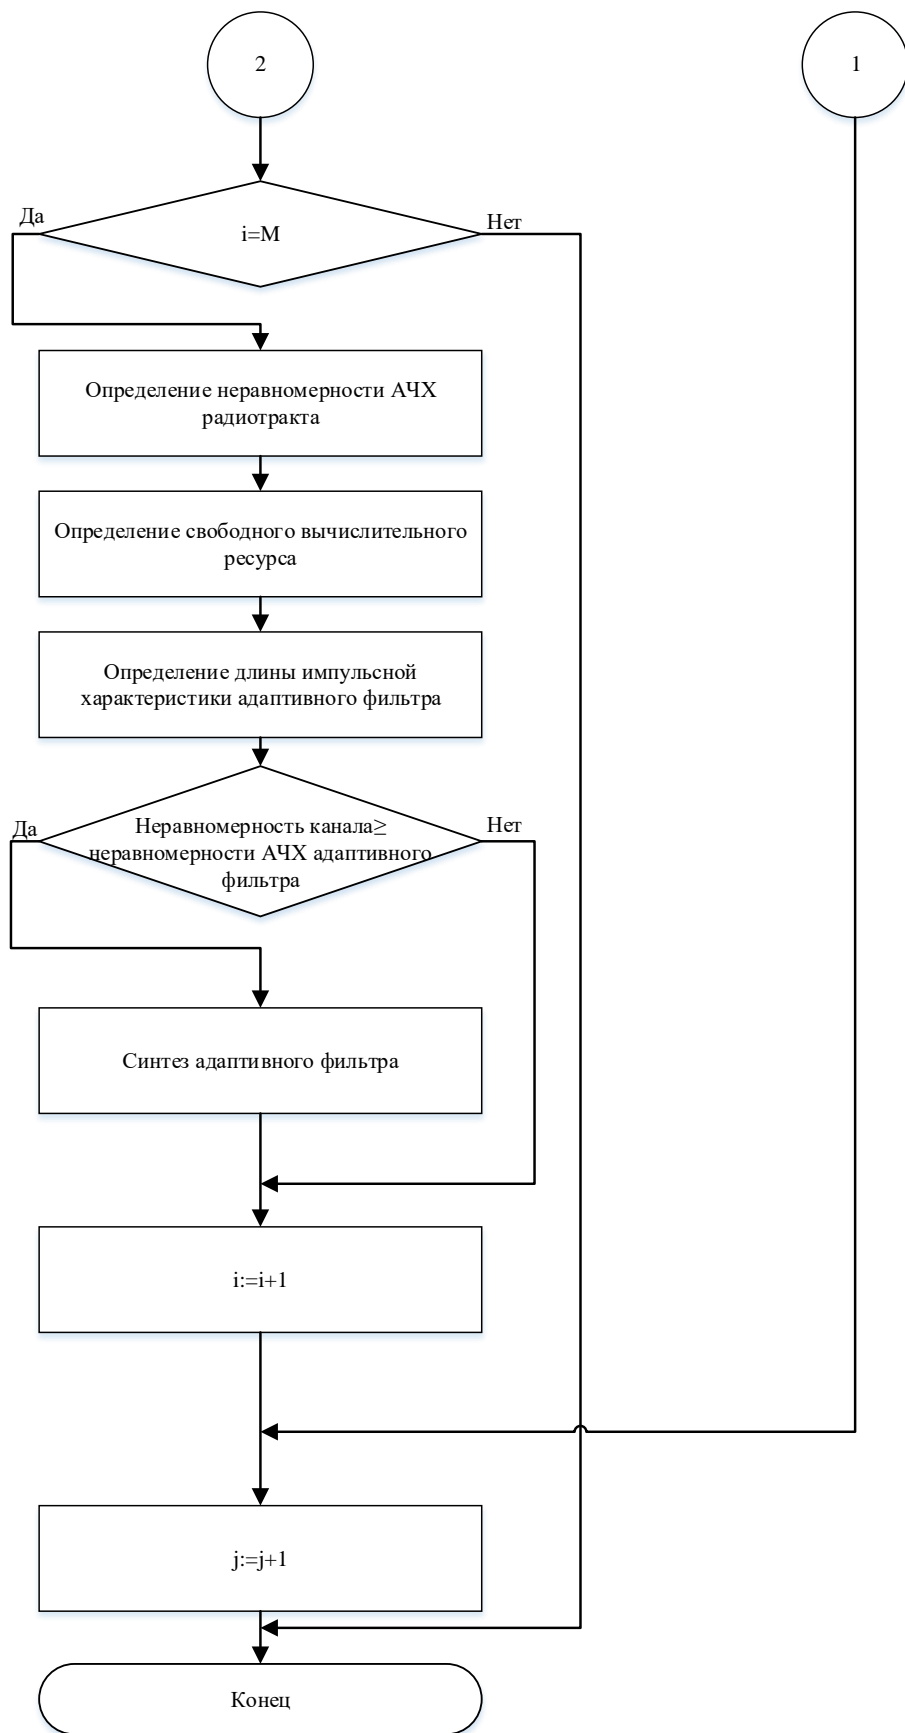 2
1
Да
Нет
i=M
Определение неравномерности АЧХ
радиотракта
Определение свободного вычислительного
ресурса
Определение длины импульсной
характеристики адаптивного фильтра
Да
Нет
Неравномерность канала≥
неравномерности АЧХ адаптивного
фильтра
Синтез адаптивного фильтра
i:=i+1
j:=j+1
Конец